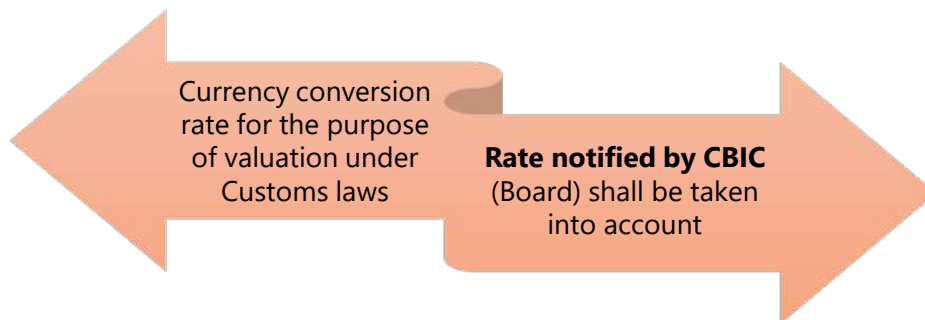 Currency conversion
rate for the purpose
of valuation under
Customs laws
Rate notified by CBIC
(Board) shall be taken
into account